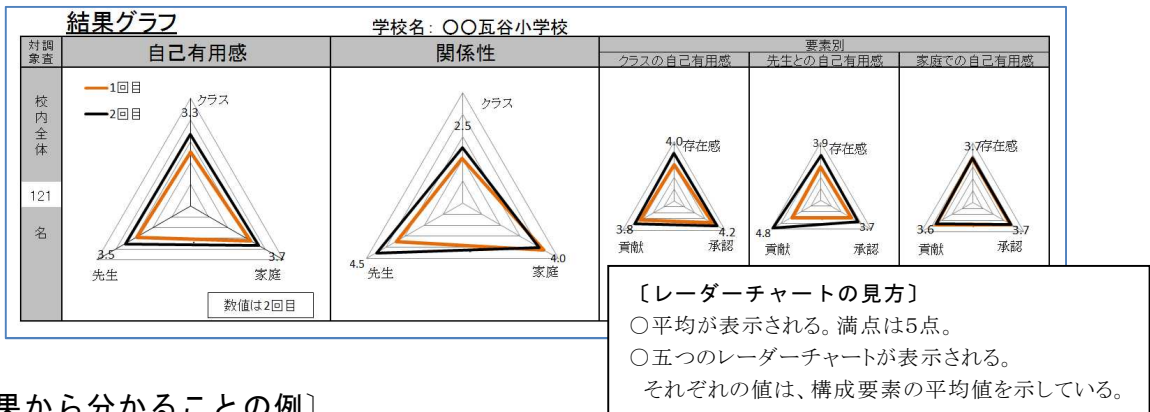 結果グラフ
学校名: 〇〇瓦谷小学校
対調
象査
自己有用感
関係性
要素別
クラスの自己有用感
先生との自己有用感
家庭での自己有用感
校内全体
121
名
1回目
2回目
クラス
3.3
3.5
先生
3.7
家庭
数値は2回目
クラス
2.5
4.5
先生
4.0
家庭
4.0
存在感
3.8
貢献
4.2
承認
3.9
存在感
4.8
貢献
3.7
承認
3.7
存在感
3.6
貢献
3.7
承認
〔レーダーチャートの見方〕
○平均が表示される。満点は5点。
○五つのレーダーチャートが表示される。
それぞれの値は、構成要素の平均値を示している。
果から分かることの例〕